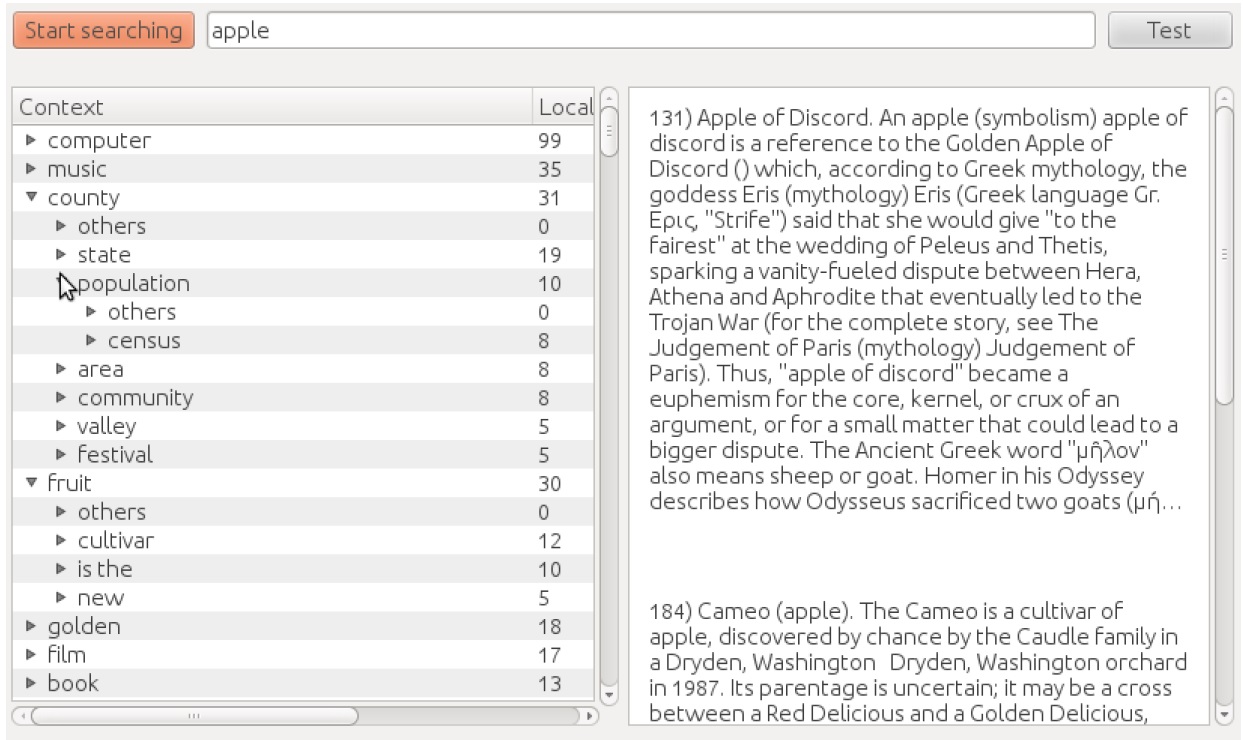 Start searching apple Test
Context Local
computer 99
music 35
county 31
others 0
state 19
population 10
others 0
census 8
area 8
community 8
valley 5
festival 5
fruit 30
others 0
cultivar 12
is the 10
new 5
golden 18
film 17
book 13
131) Apple of Discord. An apple (symbolism) apple of
discord is a reference to the Golden Apple of
Discord () which, according to Greek mythology, the
goddess Eris (mythology) Eris (Greek language Gr.
Ερις, "Strife") said that she would give "to the
fairest" at the wedding of Peleus and Thetis,
sparking a vanity-fueled dispute between Hera,
Athena and Aphrodite that eventually led to the
Trojan War (for the complete story, see The
Judgement of Paris (mythology) Judgement of
Paris). Thus, "apple of discord" became a
euphemism for the core, kernel, or crux of an
argument, or for a small matter that could lead to a
bigger dispute. The Ancient Greek word "μῆλον"
also means sheep or goat. Homer in his Odyssey
describes how Odysseus sacrificed two goats (μή...
184) Cameo (apple). The Cameo is a cultivar of
apple, discovered by chance by the Caudle family in
a Dryden, Washington Dryden, Washington orchard
in 1987. Its parentage is uncertain; it may be a cross
between a Red Delicious and a Golden Delicious,